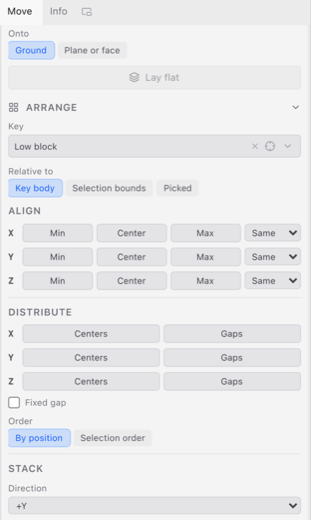 Move Info
Onto
Ground Plane or face
Lay flat
ARRANGE
Key
Low block
Relative to
Key body Selection bounds Picked
ALIGN
X Min Center Max Same
Y Min Center Max Same
Z Min Center Max Same
DISTRIBUTE
X Centers Gaps
Y Centers Gaps
Z Centers Gaps
Fixed gap
Order
By position Selection order
STACK
Direction
+Y